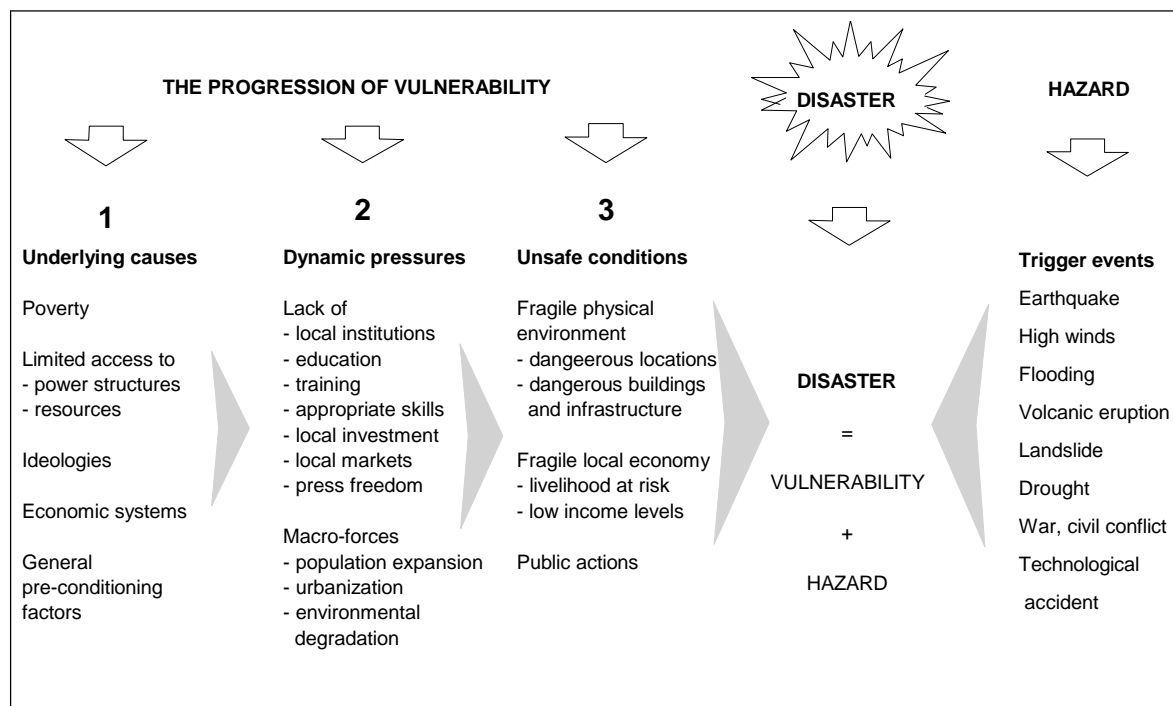 THE PROGRESSION OF VULNERABILITY
DISASTER
HAZARD
1
Underlying causes
Poverty
Limited access to
- power structures
- resources
Ideologies
Economic systems
General
pre-conditioning
factors
2
Dynamic pressures
Lack of
- local institutions
- education
- training
- appropriate skills
- local investment
- local markets
- press freedom
Macro-forces
- population expansion
- urbanization
- environmental
degradation
3
Unsafe conditions
Fragile physical
environment
- dangeerous locations
- dangerous buildings
and infrastructure
Fragile local economy
- livelihood at risk
- low income levels
Public actions
DISASTER
=
VULNERABILITY
+
HAZARD
Trigger events
Earthquake
High winds
Flooding
Volcanic eruption
Landslide
Drought
War, civil conflict
Technological
accident